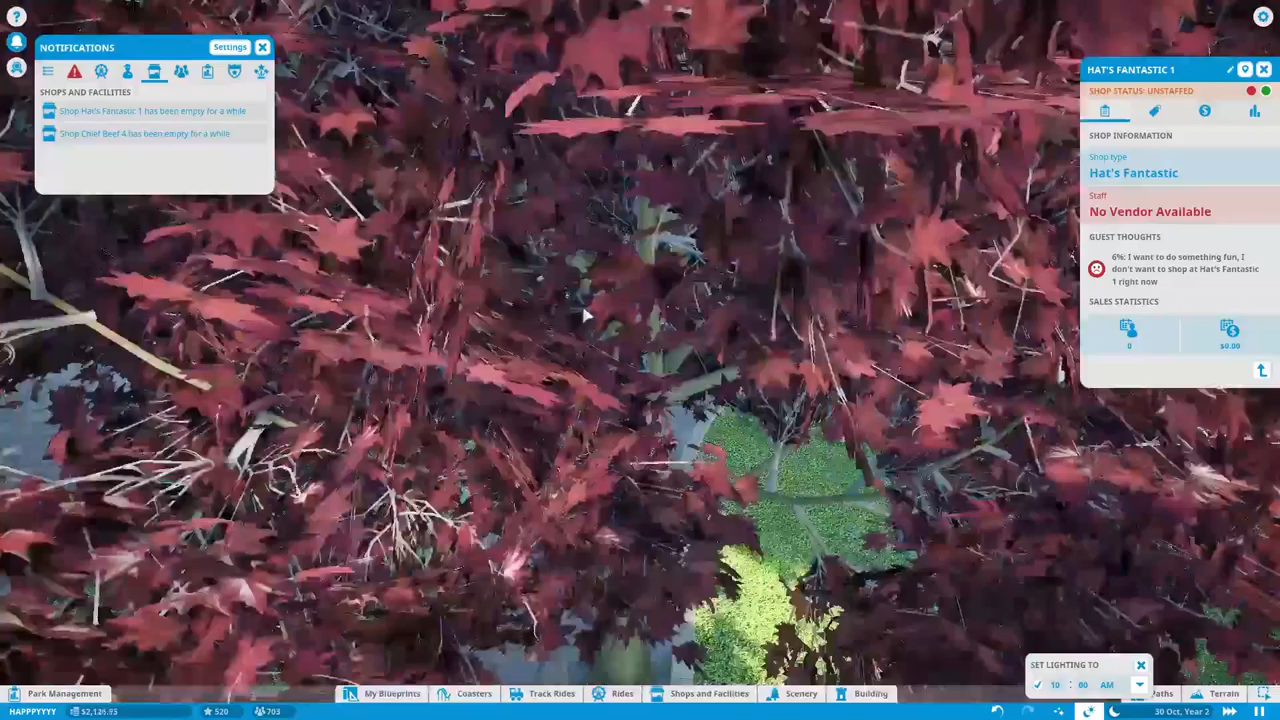 ?
NOTIFICATIONS
Settings
SHOPS AND FACILITIES
Shop Hat's Fantastic 1 has been empty for a while
Shop Chief Beef 4 has been empty for a while
HAT'S FANTASTIC 1
SHOP STATUS: UNSTAFFED
SHOP INFORMATION
Shop type
Hat's Fantastic
Staff
No Vendor Available
GUEST THOUGHTS
6%: I want to do something fun, I
don't want to shop at Hat's Fantastic
1 right now
SALES STATISTICS
0
$0.00
SET LIGHTING TO
10 : 00 AM
Park Management
My Blueprints
Coasters
Track Rides
Rides
Shops and Facilities
Scenery
Building
Paths
Terrain
HAPPPYYYY
520
703
30 Oct, Year 2